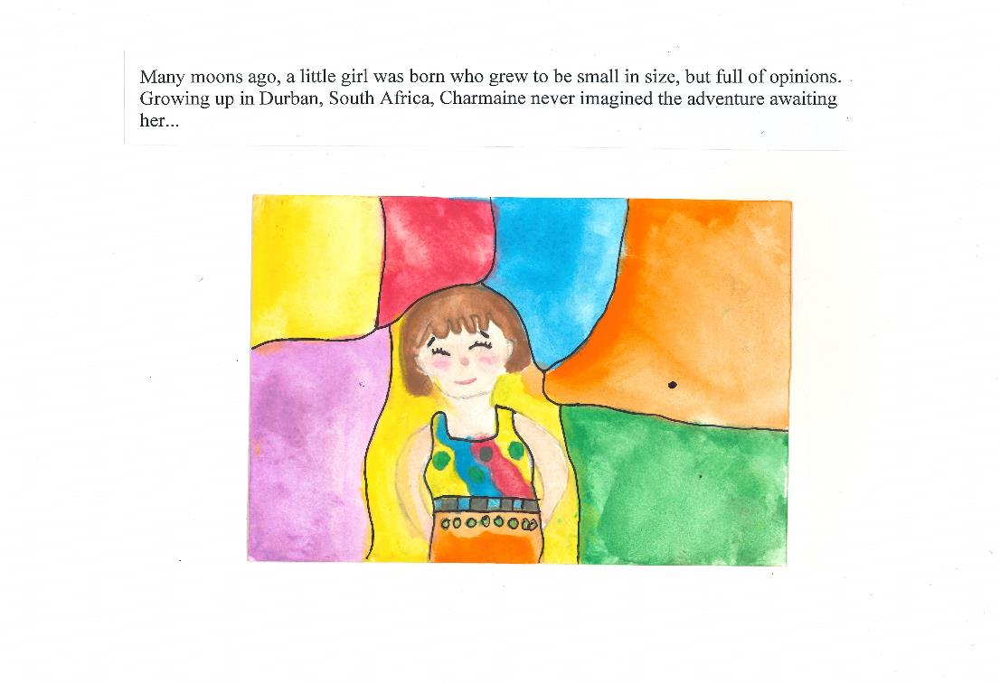 Many moons ago, a little girl was born who grew to be small in size, but full of opinions.
Growing up in Durban, South Africa, Charmaine never imagined the adventure awaiting
her...